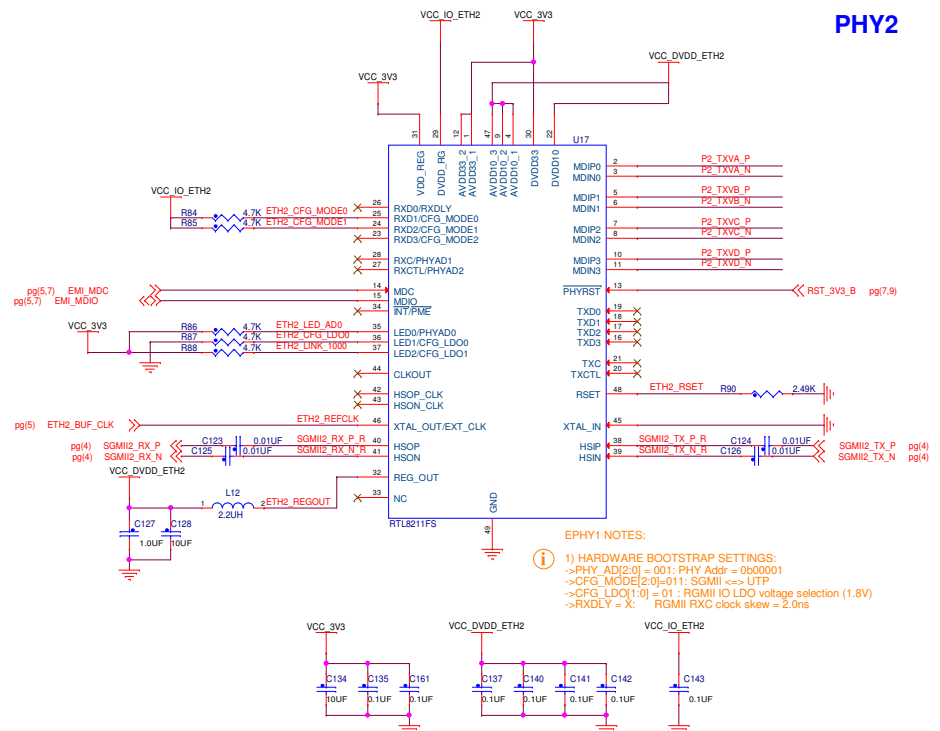 PHY2
VCC_IO_ETH2
VCC_3V3
VCC_DVDD_ETH2
VCC_3V3
31
29
12
1
47
9
4
30
22
U17
VDD_REG
DVDD_RG
AVDD33_2
AVDD33_1
AVDD10_3
AVDD10_2
AVDD10_1
DVDD33
DVDD10
MDIP0 2 P2_TXVA_P
MDIN0 3 P2_TXVA_N
MDIP1 5 P2_TXVB_P
MDIN1 6 P2_TXVB_N
MDIP2 7 P2_TXVC_P
MDIN2 8 P2_TXVC_N
MDIP3 10 P2_TXVD_P
MDIN3 11 P2_TXVD_N
PHYRST 13 RST_3V3_B pg(7,9)
TXD0 19
TXD1 18
TXD2 17
TXD3 16
TXC 21
TXCTL 20
RSET 48 ETH2_RSET R90 2.49K
XTAL_IN 45
HSIP 38 SGMII2_TX_P_R C124 0.01UF SGMII2_TX_P pg(4)
HSIN 39 SGMII2_TX_N_R C126 0.01UF SGMII2_TX_N pg(4)
VCC_IO_ETH2
26 RXD0/RXDLY
R84 4.7K ETH2_CFG_MODE0 25 RXD1/CFG_MODE0
R85 4.7K ETH2_CFG_MODE1 24 RXD2/CFG_MODE1
23 RXD3/CFG_MODE2
28 RXC/PHYAD1
27 RXCTL/PHYAD2
pg(5,7) EMI_MDC 14 MDC
pg(5,7) EMI_MDIO 15 MDIO
34 INT/PME
VCC_3V3
R86 4.7K ETH2_LED_AD0 35 LED0/PHYAD0
R87 4.7K ETH2_CFG_LDO0 36 LED1/CFG_LDO0
R88 4.7K ETH2_LINK_1000 37 LED2/CFG_LDO1
44 CLKOUT
42 HSOP_CLK
43 HSON_CLK
pg(5) ETH2_BUF_CLK ETH2_REFCLK 46 XTAL_OUT/EXT_CLK
pg(4) SGMII2_RX_P C123 0.01UF SGMII2_RX_P_R 40 HSOP
pg(4) SGMII2_RX_N C125 0.01UF SGMII2_RX_N_R 41 HSON
VCC_DVDD_ETH2
32 REG_OUT
L12
1 2 ETH2_REGOUT
2.2UH
33 NC
C127 C128
1.0UF 10UF
GND
49
RTL8211FS
EPHY1 NOTES:
i
1) HARDWARE BOOTSTRAP SETTINGS:
->PHY_AD[2:0] = 001: PHY Addr = 0b00001
->CFG_MODE[2:0]=011: SGMII <=> UTP
->CFG_LDO[1:0] = 01 : RGMII IO LDO voltage selection (1.8V)
->RXDLY = X: RGMII RXC clock skew = 2.0ns
VCC_3V3
VCC_DVDD_ETH2
VCC_IO_ETH2
C134 C135 C161 C137 C140 C141 C142 C143
10UF 0.1UF 0.1UF 0.1UF 0.1UF 0.1UF 0.1UF 0.1UF